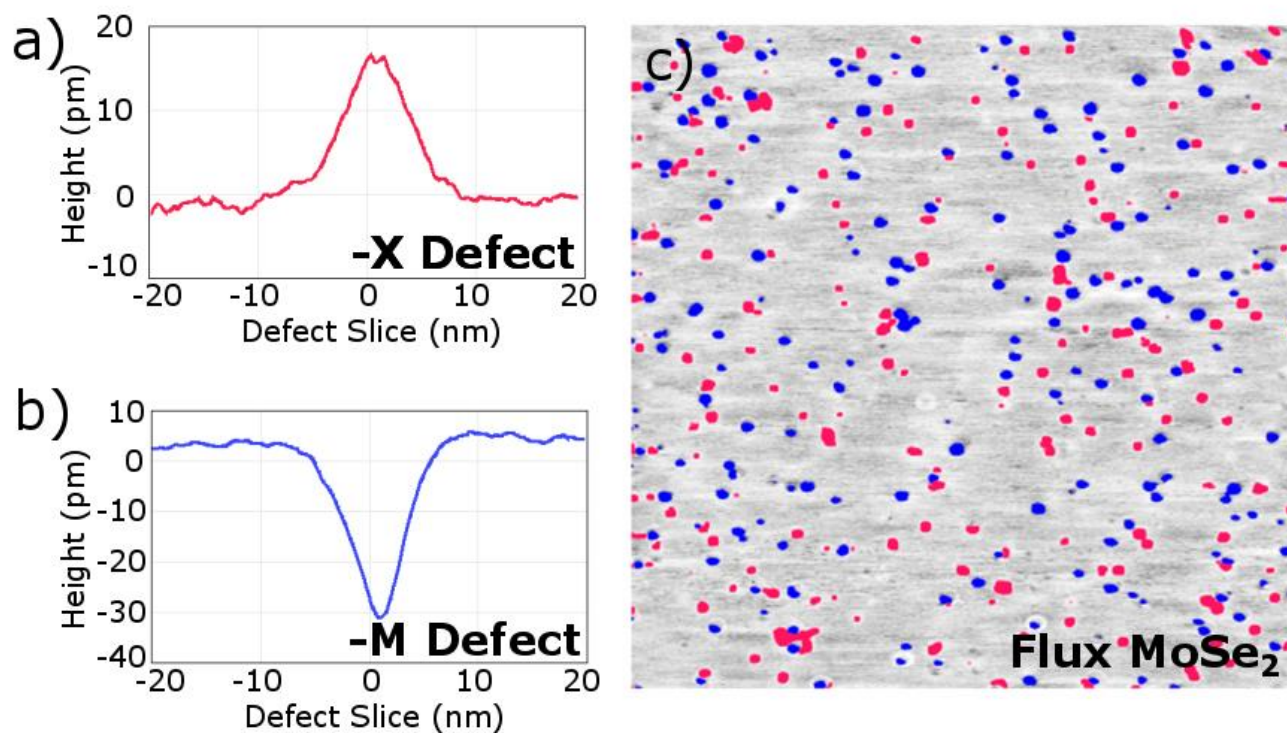 a)
20
10
0
-10
Height (pm)
-X Defect
-20 -10 0 10 20
Defect Slice (nm)
b)
10
0
-10
-20
-30
-40
Height (pm)
-M Defect
-20 -10 0 10 20
Defect Slice (nm)
c)
Flux MoSe₂